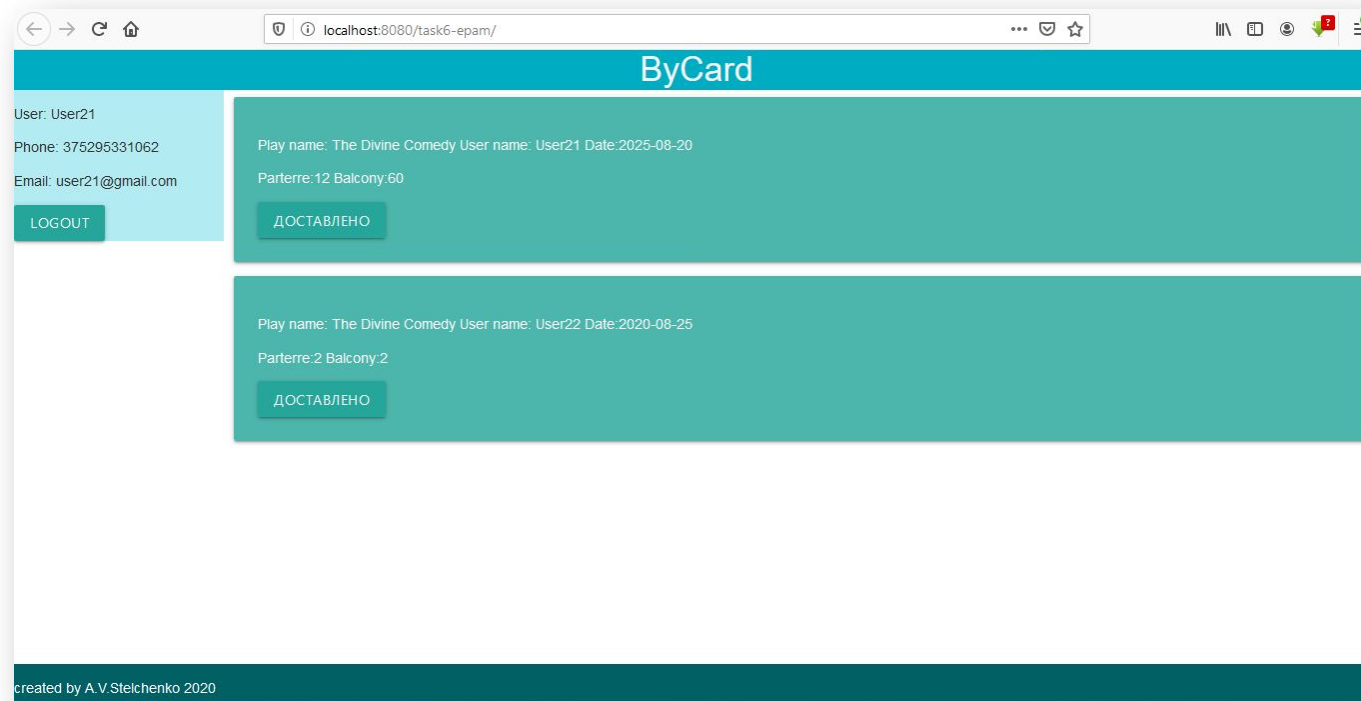 localhost:8080/task6-epam/
ByCard
User: User21
Phone: 375295331062
Email: user21@gmail.com
LOGOUT
Play name: The Divine Comedy User name: User21 Date:2025-08-20
Parterre:12 Balcony:60
ДОСТАВЛЕНО
Play name: The Divine Comedy User name: User22 Date:2020-08-25
Parterre:2 Balcony:2
ДОСТАВЛЕНО
created by A.V.Stelchenko 2020